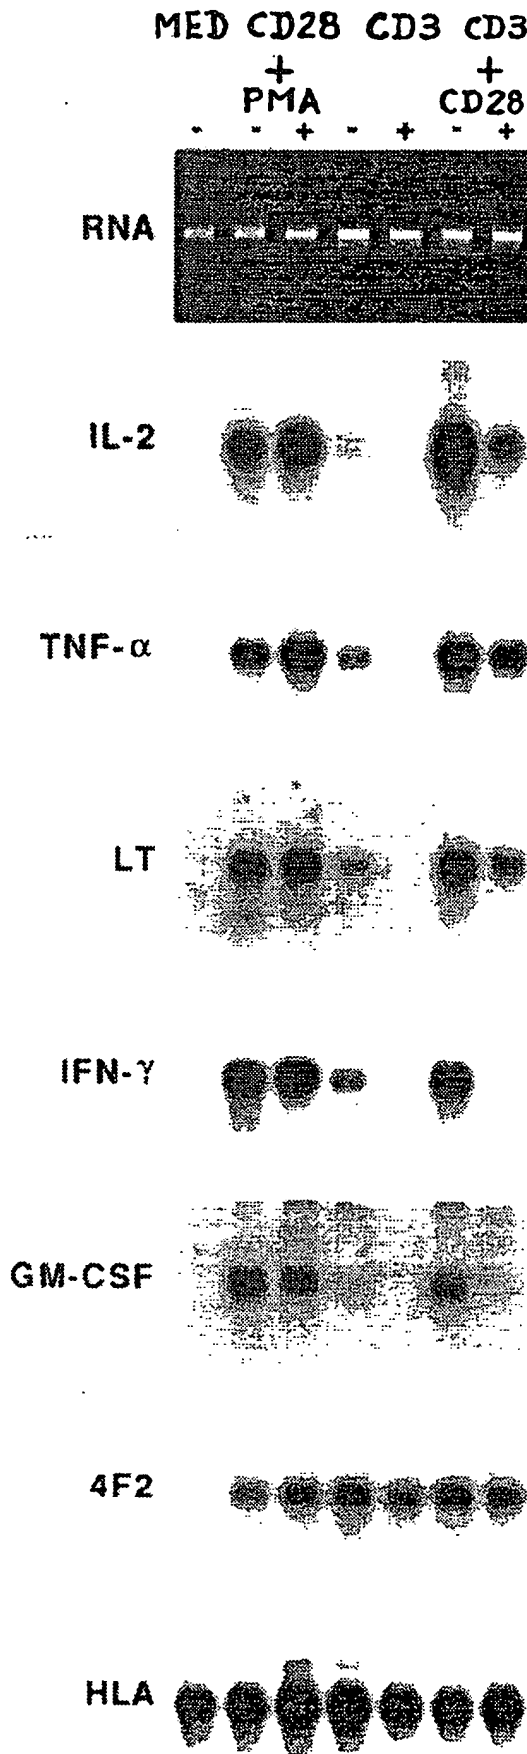 MED CD28 CD3 CD3
+ +
PMA CD28
- - + - + - +
RNA
IL-2
TNF-α
LT
IFN-γ
GM-CSF
4F2
HLA